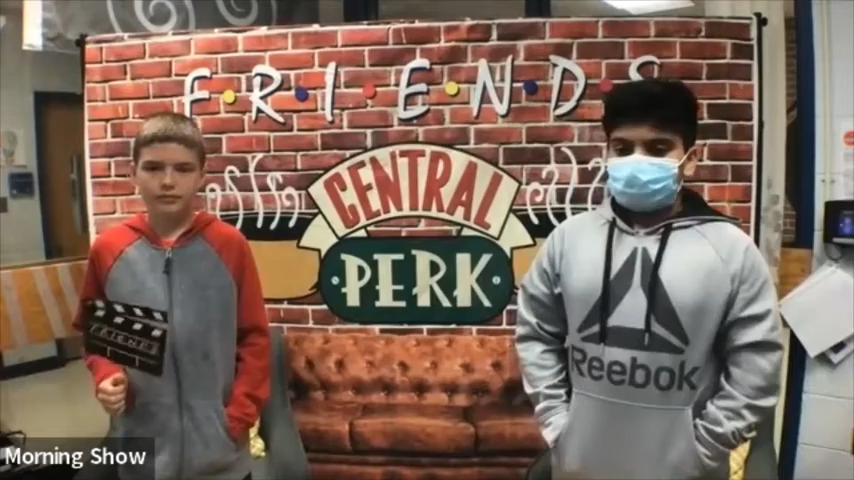 F•R•I•E•N•D•S
CENTRAL
•PERK•
FRIENDS
Reebok
Morning Show